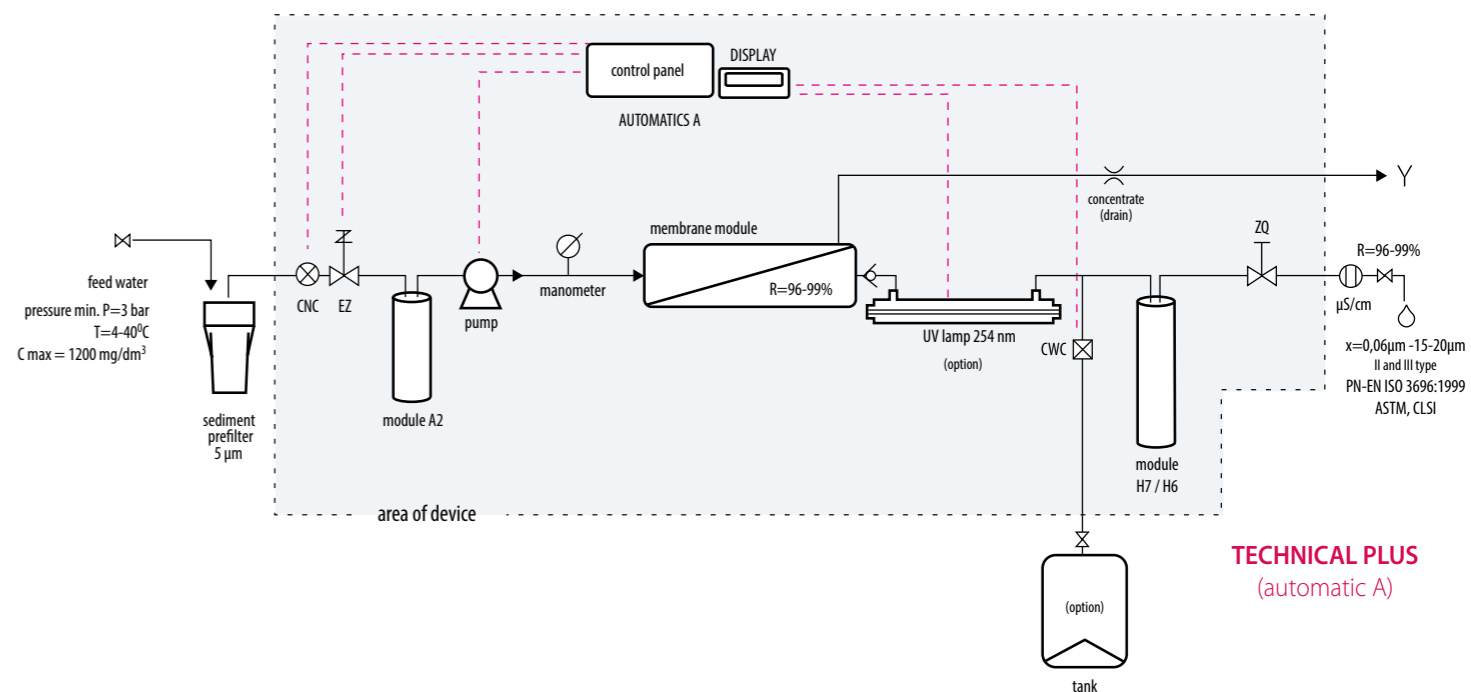 control panel
DISPLAY
AUTOMATICS A
concentrate
(drain)
Y
feed water
pressure min. P=3 bar
T=4-40⁰C
C max = 1200 mg/dm³
sediment
prefilter
5 µm
CNC
EZ
module A2
pump
manometer
membrane module
R=96-99%
UV lamp 254 nm
(option)
CWC
ZQ
module
H7 / H6
R=96-99%
µS/cm
x=0,06µm -15-20µm
II and III type
PN-EN ISO 3696:1999
ASTM, CLSI
area of device
(option)
tank
TECHNICAL PLUS
(automatic A)